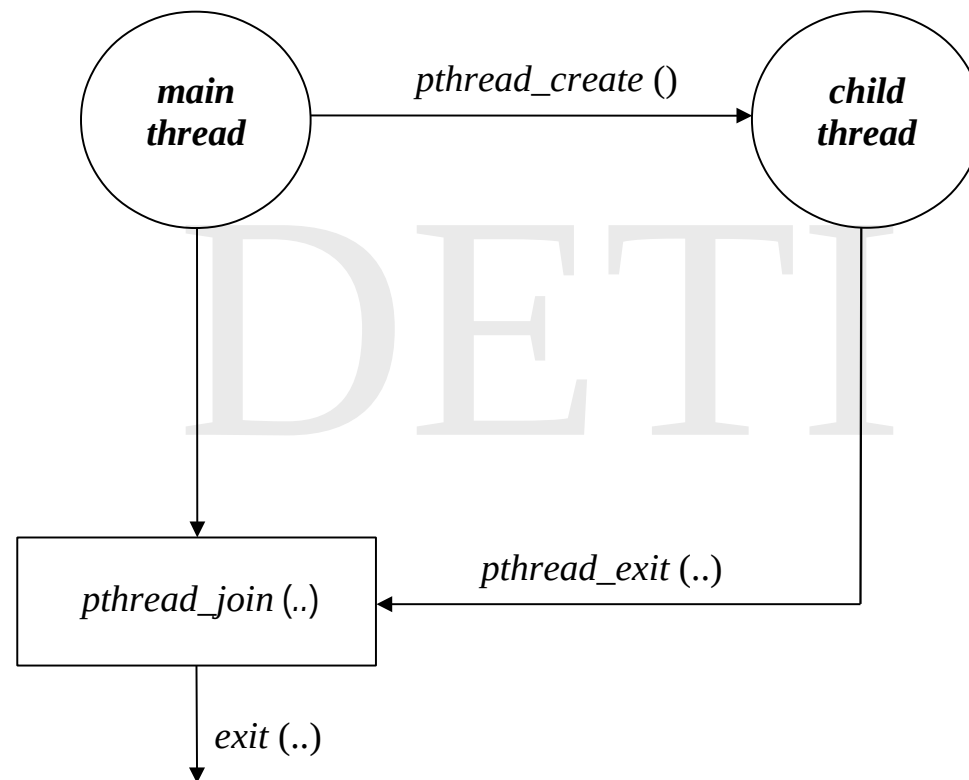 main
thread
pthread_create ()
child
thread
DETI
pthread_exit (..)
pthread_join (..)
exit (..)